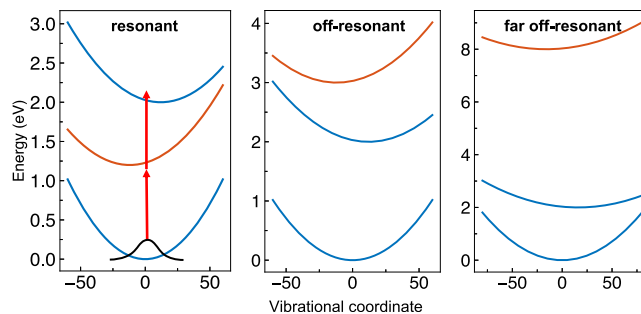 resonant
off-resonant
far off-resonant
Energy (eV)
3.0
2.5
2.0
1.5
1.0
0.5
0.0
4
3
2
1
0
8
6
4
2
0
−50 0 50
−50 0 50
−50 0 50
Vibrational coordinate